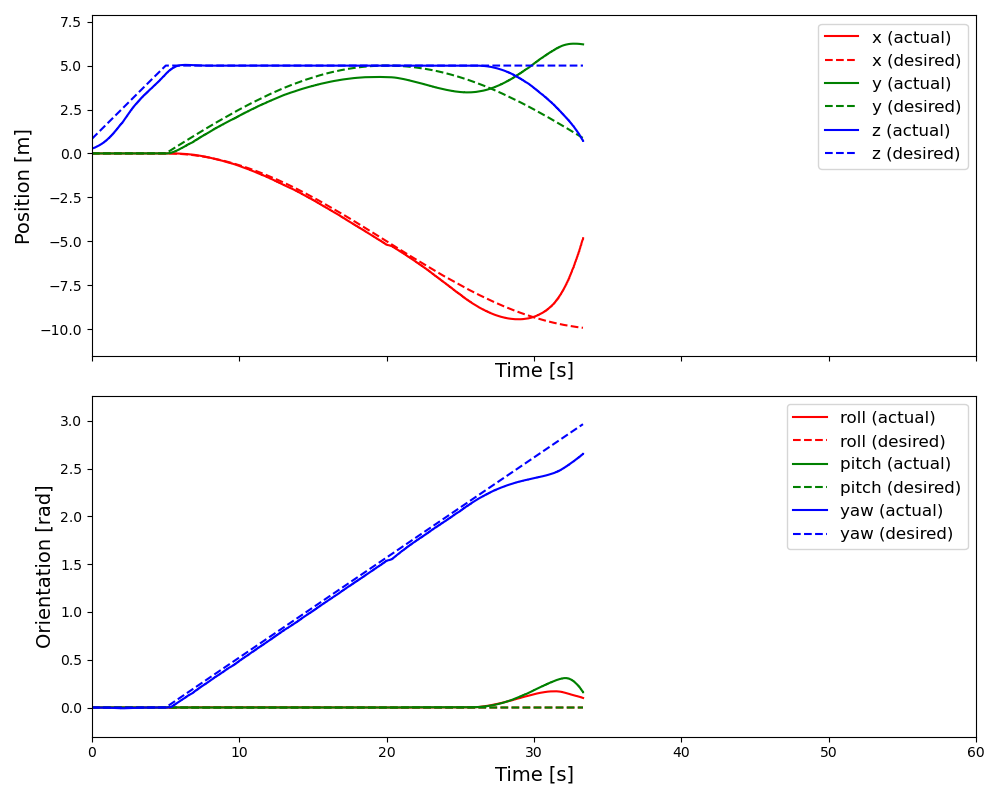 7.5
5.0
2.5
0.0
−2.5
−5.0
−7.5
−10.0
Position [m]
x (actual)
x (desired)
y (actual)
y (desired)
z (actual)
z (desired)
Time [s]
3.0
2.5
2.0
1.5
1.0
0.5
0.0
Orientation [rad]
roll (actual)
roll (desired)
pitch (actual)
pitch (desired)
yaw (actual)
yaw (desired)
0 10 20 30 40 50 60
Time [s]